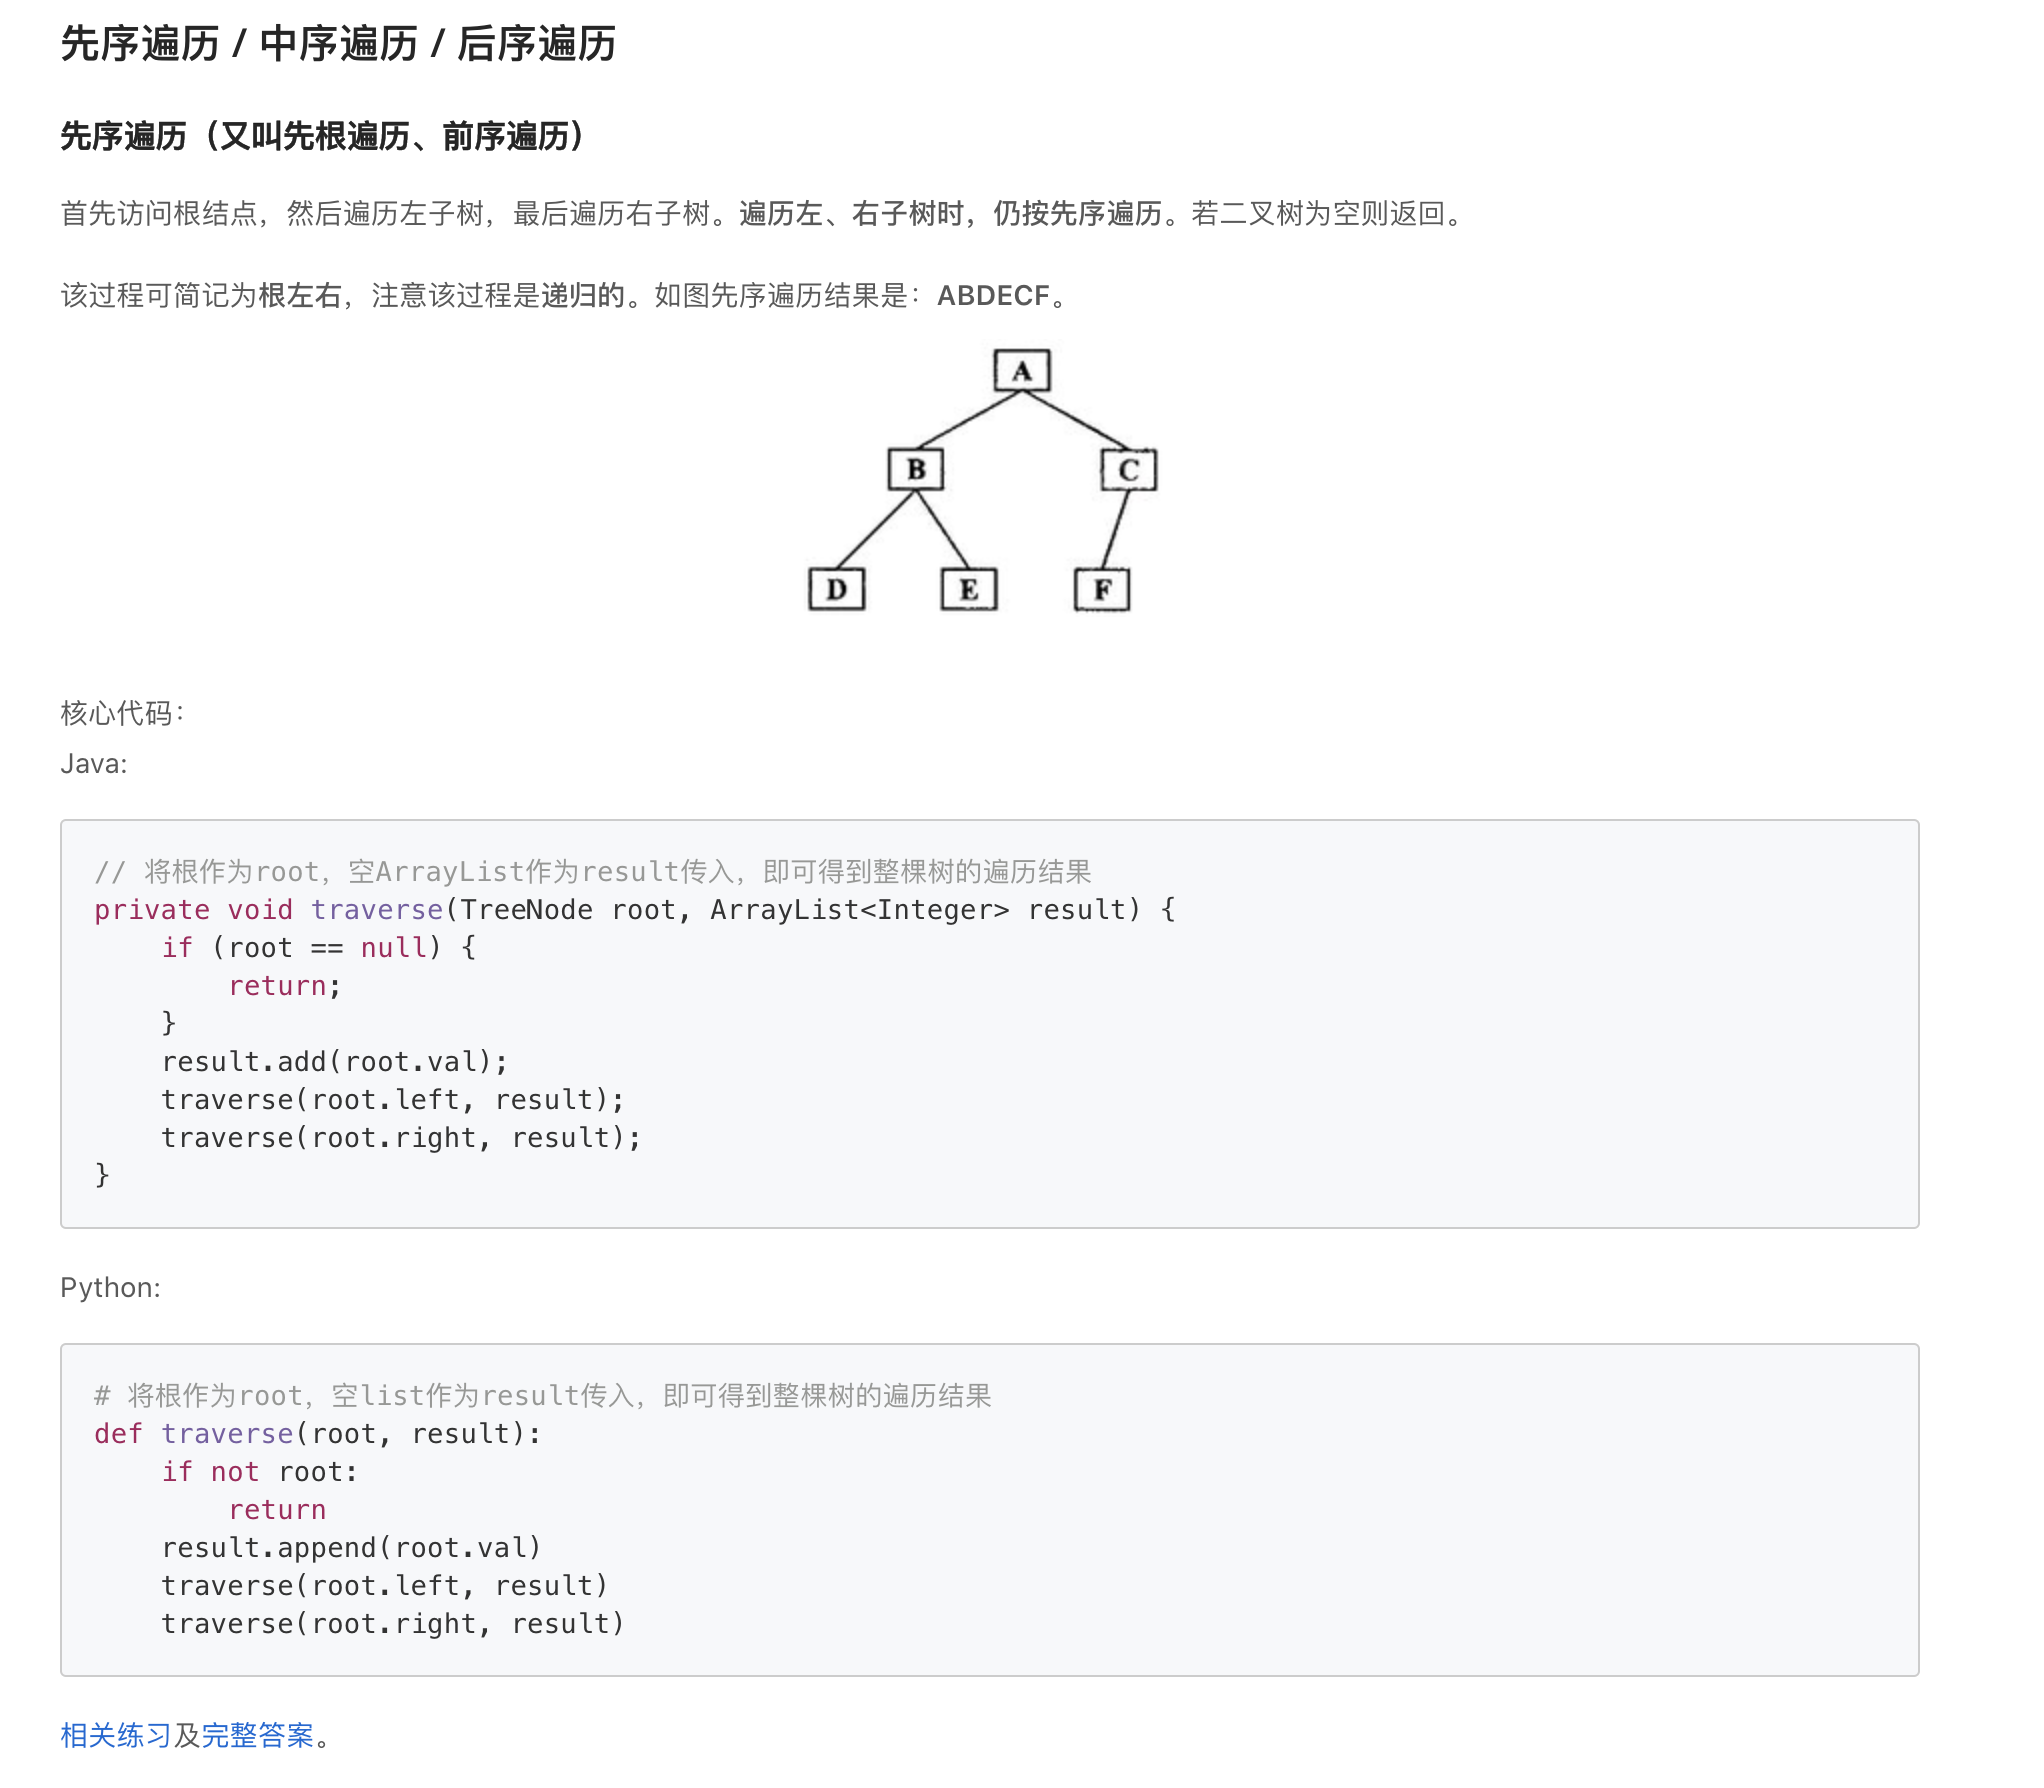 先序遍历 / 中序遍历 / 后序遍历
先序遍历（又叫先根遍历、前序遍历）
首先访问根结点，然后遍历左子树，最后遍历右子树。遍历左、右子树时，仍按先序遍历。若二叉树为空则返回。
该过程可简记为根左右，注意该过程是递归的。如图先序遍历结果是：ABDECF。
A
B C
D E F
核心代码：
Java:
// 将根作为root，空ArrayList作为result传入，即可得到整棵树的遍历结果
private void traverse(TreeNode root, ArrayList<Integer> result) {
    if (root == null) {
        return;
    }
    result.add(root.val);
    traverse(root.left, result);
    traverse(root.right, result);
}
Python:
# 将根作为root，空list作为result传入，即可得到整棵树的遍历结果
def traverse(root, result):
    if not root:
        return
    result.append(root.val)
    traverse(root.left, result)
    traverse(root.right, result)
相关练习及完整答案。